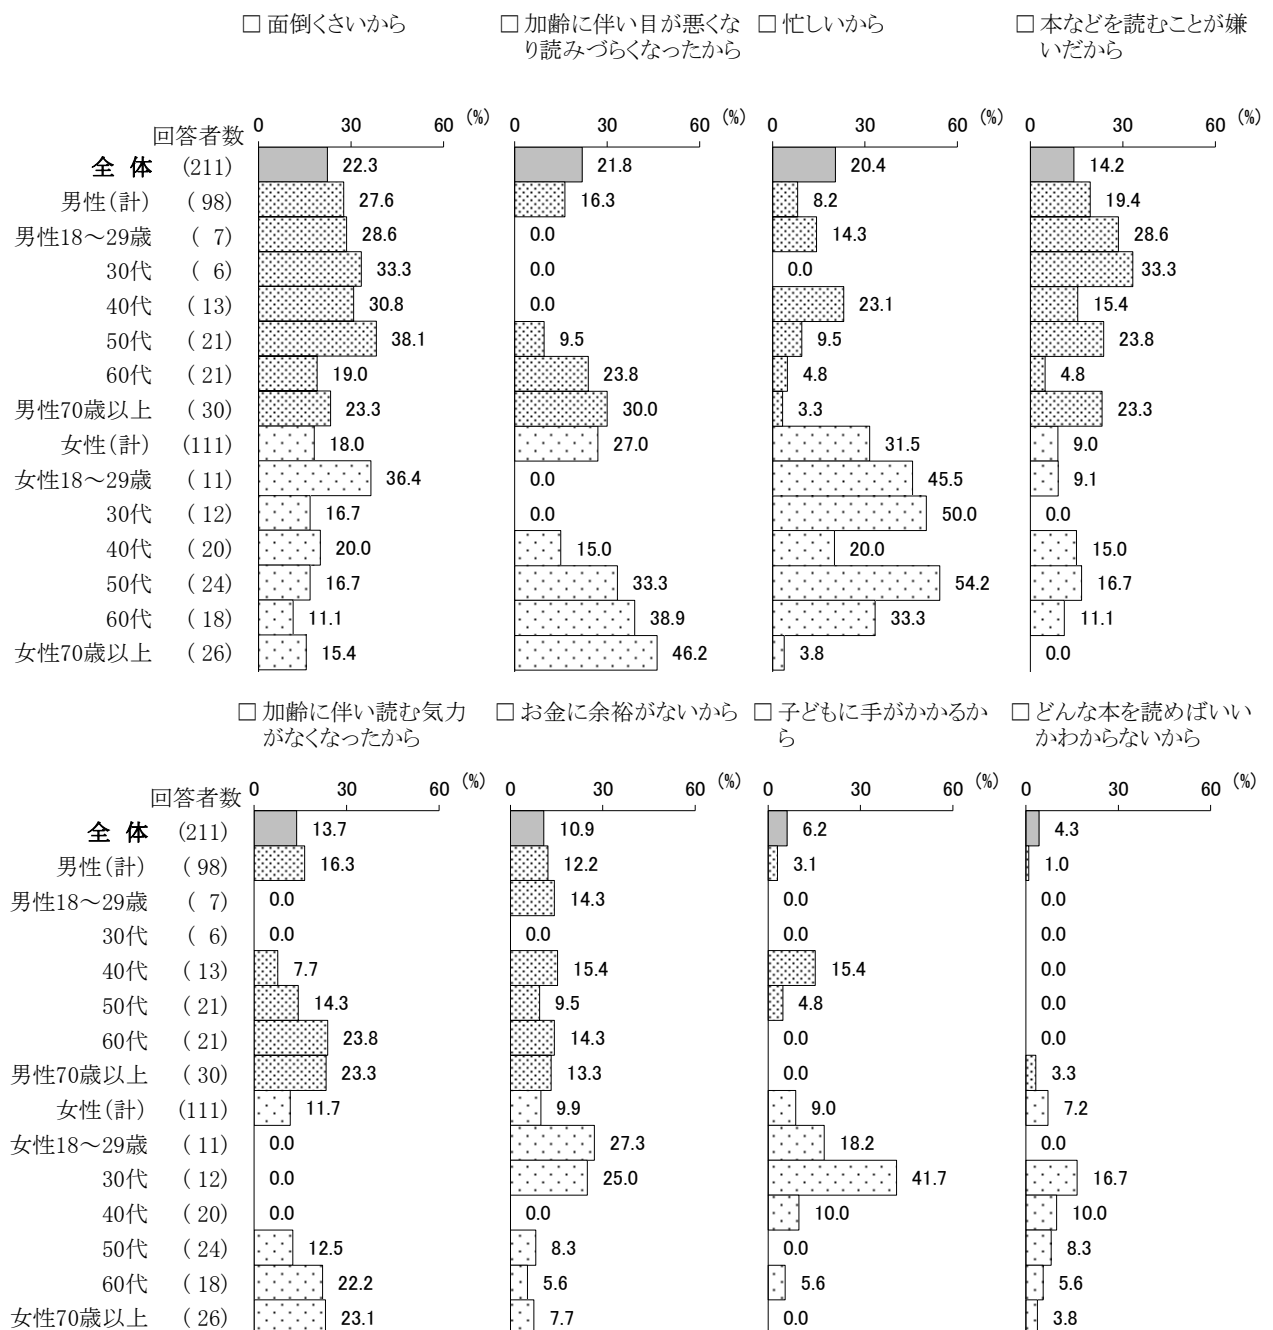 □ 面倒くさいから
□ 加齢に伴い目が悪くな
り読みづらくなったから
□ 忙しいから
□ 本などを読むことが嫌
いだから
回答者数 0 30 60 (%) 0 30 60 (%) 0 30 60 (%) 0 30 60 (%)
全 体 (211) 22.3 21.8 20.4 14.2
男性(計) ( 98) 27.6 16.3 8.2 19.4
男性18～29歳 ( 7) 28.6 0.0 14.3 28.6
30代 ( 6) 33.3 0.0 0.0 33.3
40代 ( 13) 30.8 0.0 23.1 15.4
50代 ( 21) 38.1 9.5 9.5 23.8
60代 ( 21) 19.0 23.8 4.8 4.8
男性70歳以上 ( 30) 23.3 30.0 3.3 23.3
女性(計) (111) 18.0 27.0 31.5 9.0
女性18～29歳 ( 11) 36.4 0.0 45.5 9.1
30代 ( 12) 16.7 0.0 50.0 0.0
40代 ( 20) 20.0 15.0 20.0 15.0
50代 ( 24) 16.7 33.3 54.2 16.7
60代 ( 18) 11.1 38.9 33.3 11.1
女性70歳以上 ( 26) 15.4 46.2 3.8 0.0
□ 加齢に伴い読む気力
がなくなったから
□ お金に余裕がないから
□ 子どもに手がかかるか
ら
□ どんな本を読めばいい
かわからないから
回答者数 0 30 60 (%) 0 30 60 (%) 0 30 60 (%) 0 30 60 (%)
全 体 (211) 13.7 10.9 6.2 4.3
男性(計) ( 98) 16.3 12.2 3.1 1.0
男性18～29歳 ( 7) 0.0 14.3 0.0 0.0
30代 ( 6) 0.0 0.0 0.0 0.0
40代 ( 13) 7.7 15.4 15.4 0.0
50代 ( 21) 14.3 9.5 4.8 0.0
60代 ( 21) 23.8 14.3 0.0 0.0
男性70歳以上 ( 30) 23.3 13.3 0.0 3.3
女性(計) (111) 11.7 9.9 9.0 7.2
女性18～29歳 ( 11) 0.0 27.3 18.2 0.0
30代 ( 12) 0.0 25.0 41.7 16.7
40代 ( 20) 0.0 0.0 10.0 10.0
50代 ( 24) 12.5 8.3 0.0 8.3
60代 ( 18) 22.2 5.6 5.6 5.6
女性70歳以上 ( 26) 23.1 7.7 0.0 3.8